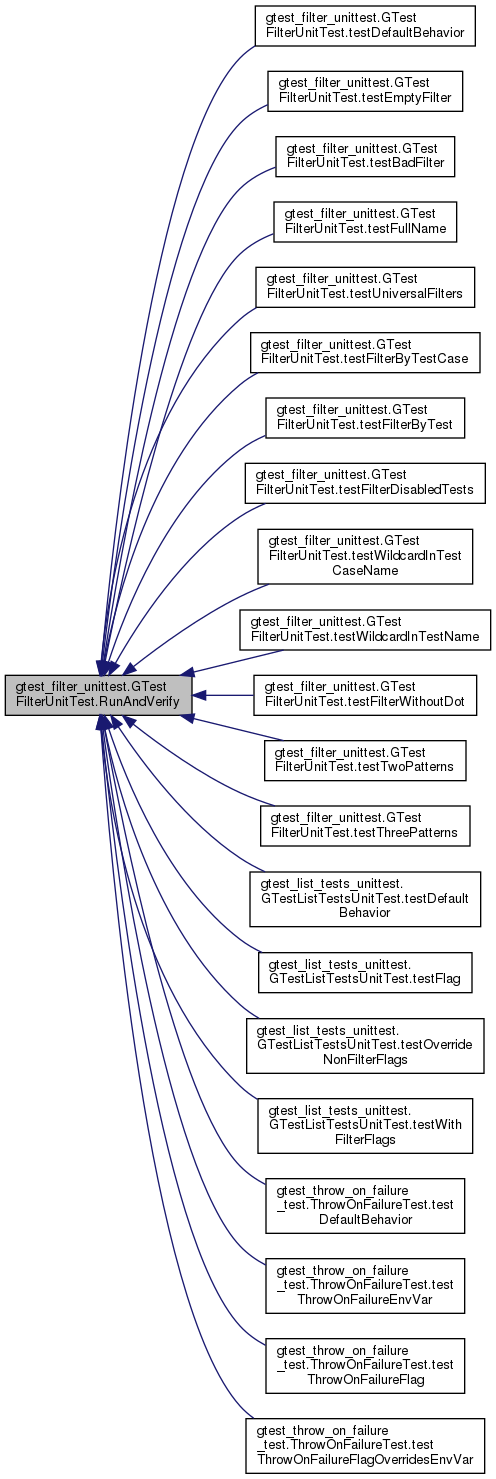 gtest_filter_unittest.GTest
FilterUnitTest.testDefaultBehavior
gtest_filter_unittest.GTest
FilterUnitTest.testEmptyFilter
gtest_filter_unittest.GTest
FilterUnitTest.testBadFilter
gtest_filter_unittest.GTest
FilterUnitTest.testFullName
gtest_filter_unittest.GTest
FilterUnitTest.testUniversalFilters
gtest_filter_unittest.GTest
FilterUnitTest.testFilterByTestCase
gtest_filter_unittest.GTest
FilterUnitTest.testFilterByTest
gtest_filter_unittest.GTest
FilterUnitTest.testFilterDisabledTests
gtest_filter_unittest.GTest
FilterUnitTest.testWildcardInTest
CaseName
gtest_filter_unittest.GTest
FilterUnitTest.testWildcardInTestName
gtest_filter_unittest.GTest
FilterUnitTest.RunAndVerify
gtest_filter_unittest.GTest
FilterUnitTest.testFilterWithoutDot
gtest_filter_unittest.GTest
FilterUnitTest.testTwoPatterns
gtest_filter_unittest.GTest
FilterUnitTest.testThreePatterns
gtest_list_tests_unittest.
GTestListTestsUnitTest.testDefault
Behavior
gtest_list_tests_unittest.
GTestListTestsUnitTest.testFlag
gtest_list_tests_unittest.
GTestListTestsUnitTest.testOverride
NonFilterFlags
gtest_list_tests_unittest.
GTestListTestsUnitTest.testWith
FilterFlags
gtest_throw_on_failure
_test.ThrowOnFailureTest.test
DefaultBehavior
gtest_throw_on_failure
_test.ThrowOnFailureTest.test
ThrowOnFailureEnvVar
gtest_throw_on_failure
_test.ThrowOnFailureTest.test
ThrowOnFailureFlag
gtest_throw_on_failure
_test.ThrowOnFailureTest.test
ThrowOnFailureFlagOverridesEnvVar